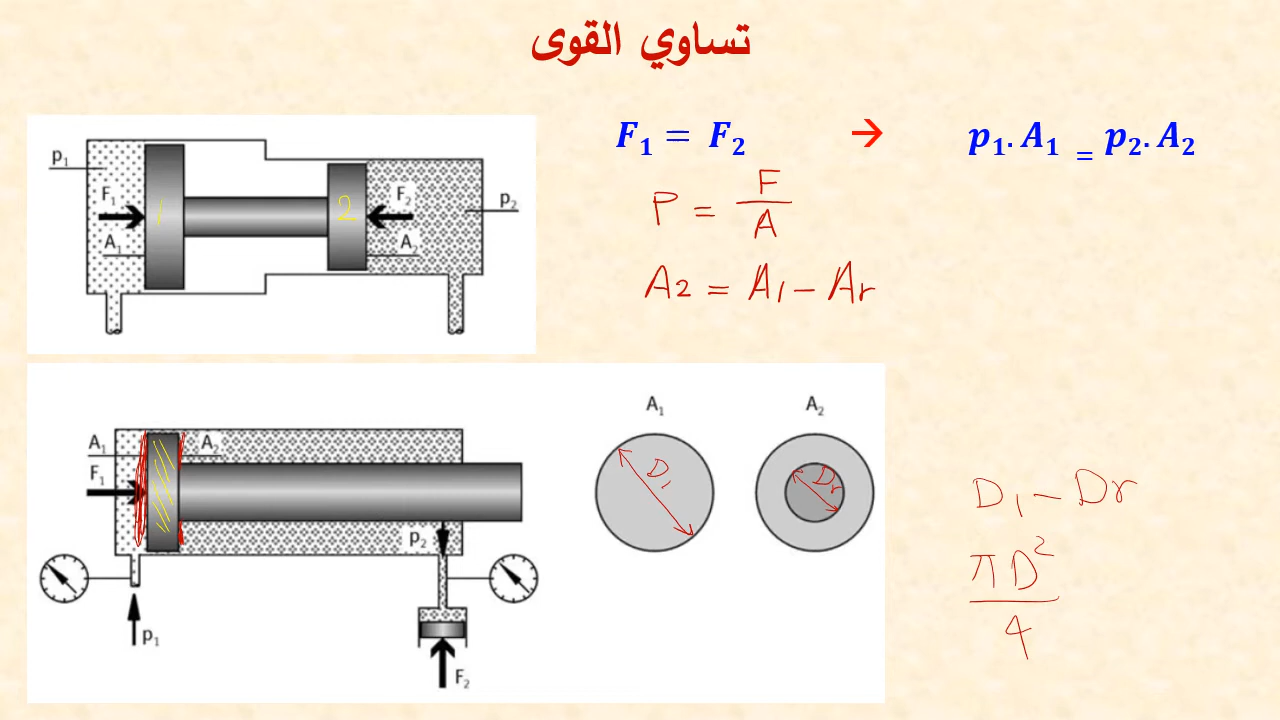 تساوي القوى
F₁ = F₂ → p₁. A₁ = p₂. A₂
P = F / A
A2 = A1 - Ar
p₁
F₁
A₁
1
2
F₂
A₂
p₂
A₁
A₂
F₁
p₂
p₁
F₂
A₁
A₂
D₁
Dr
D₁ - Dr
πD² / 4